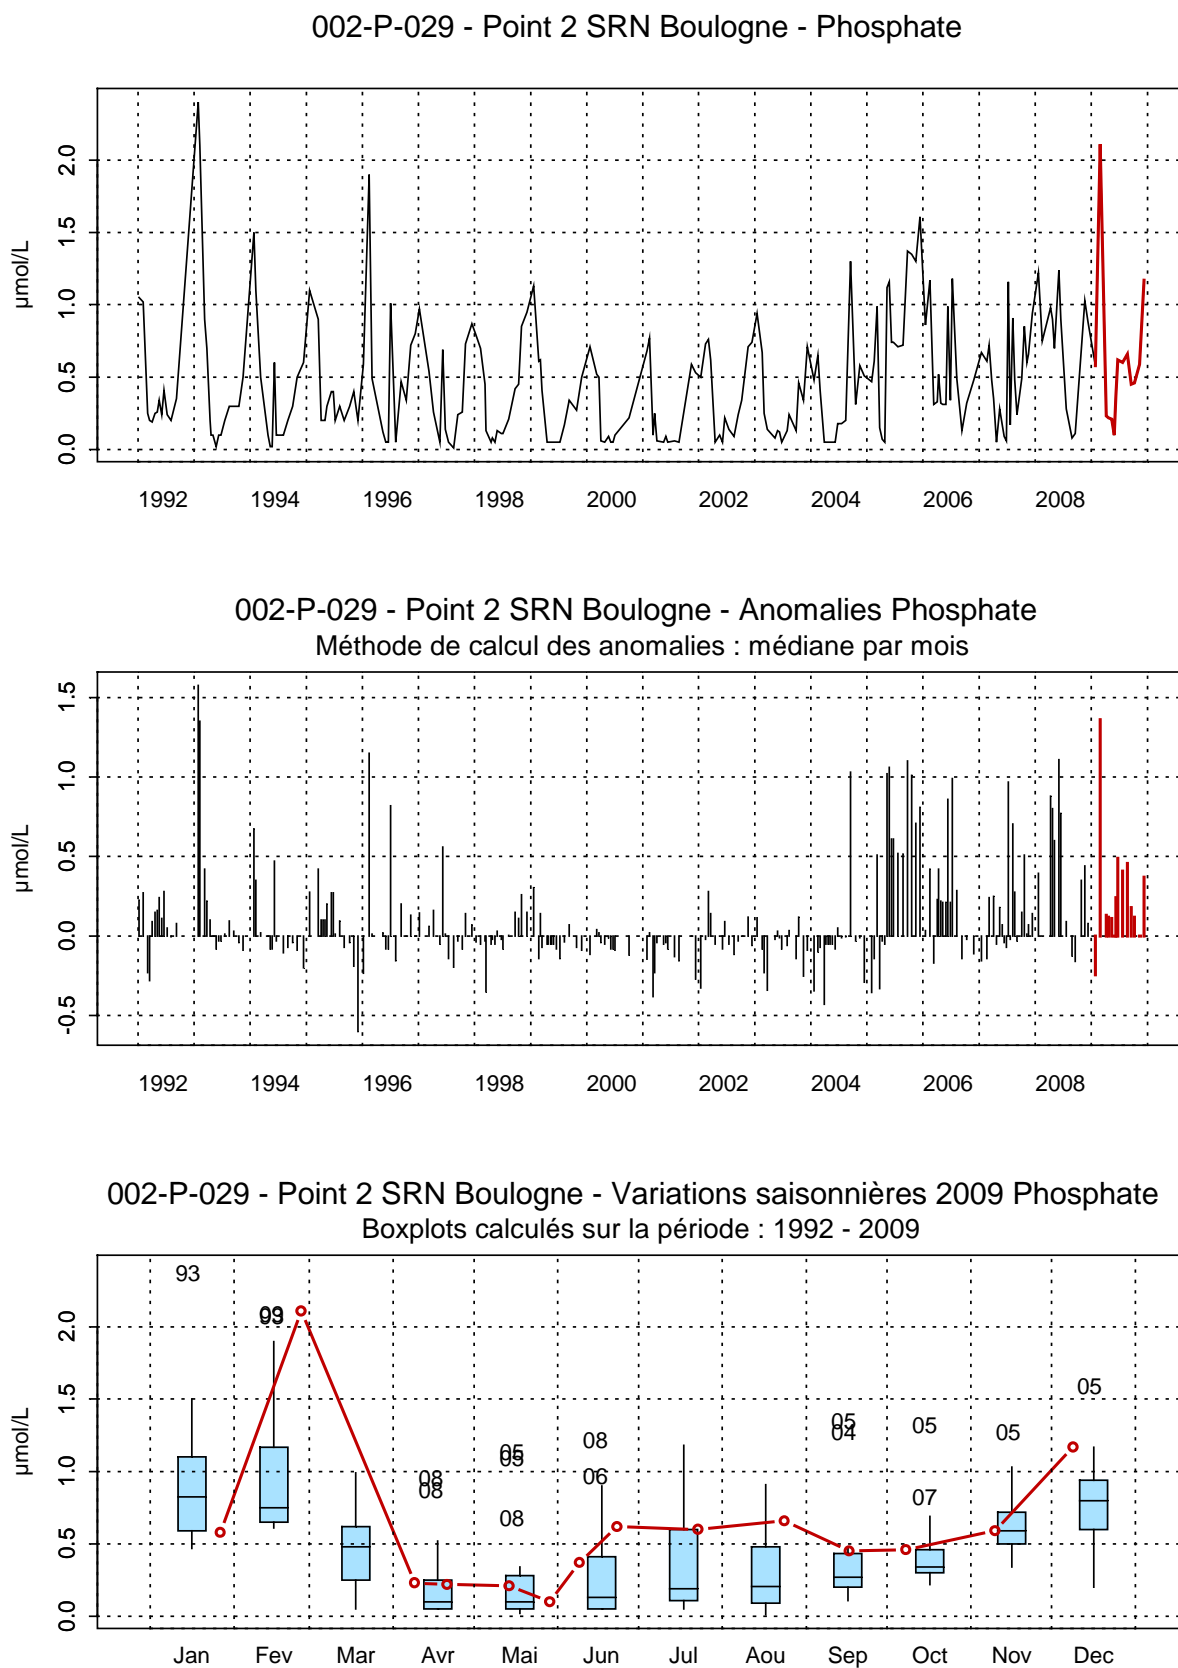 002-P-029 - Point 2 SRN Boulogne - Phosphate
µmol/L
2.0
1.5
1.0
0.5
0.0
1992 1994 1996 1998 2000 2002 2004 2006 2008
002-P-029 - Point 2 SRN Boulogne - Anomalies Phosphate
Méthode de calcul des anomalies : médiane par mois
µmol/L
1.5
1.0
0.5
0.0
-0.5
1992 1994 1996 1998 2000 2002 2004 2006 2008
002-P-029 - Point 2 SRN Boulogne - Variations saisonnières 2009 Phosphate
Boxplots calculés sur la période : 1992 - 2009
µmol/L
2.0
1.5
1.0
0.5
0.0
93
09
93
08
08
05
05
08
08
06
05
04
05
07
05
05
Jan Fev Mar Avr Mai Jun Jul Aou Sep Oct Nov Dec